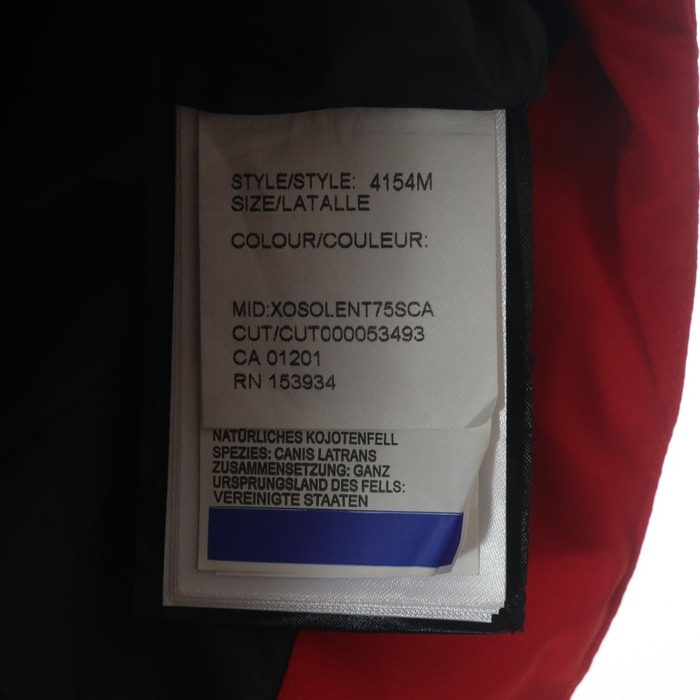 STYLE/STYLE: 4154M
SIZE/LATALLE
COLOUR/COULEUR:
MID:XOSOLENT75SCA
CUT/CUT000053493
CA 01201
RN 153934
NATÜRLICHES KOJOTENFELL
SPEZIES: CANIS LATRANS
ZUSAMMENSETZUNG: GANZ
URSPRUNGSLAND DES FELLS:
VEREINIGTE STAATEN